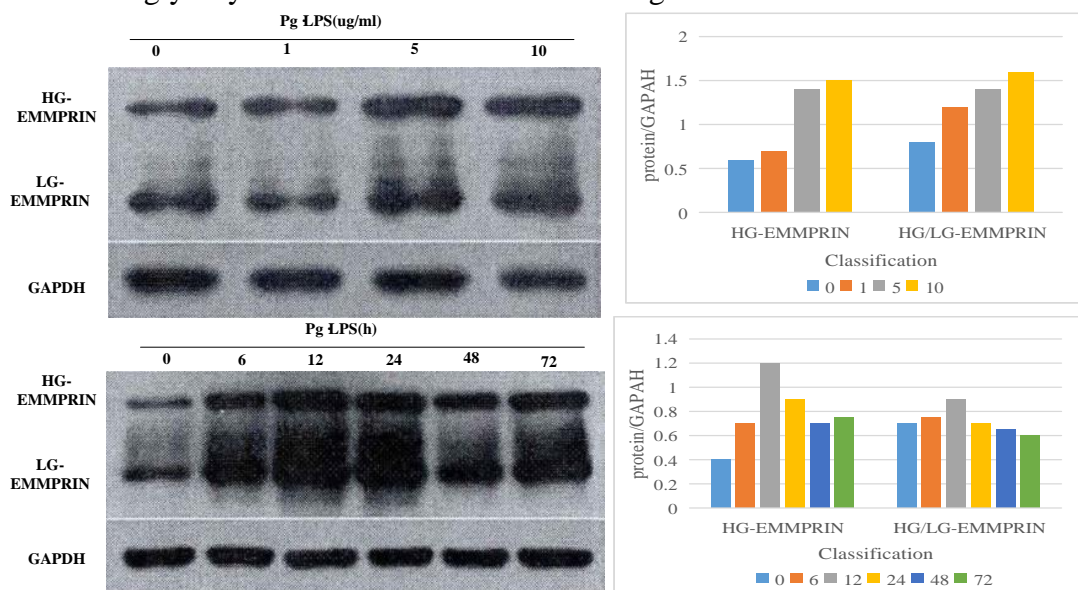 Pg LPS(ug/ml)
0 1 5 10
HG-
EMMPRIN
LG-
EMMPRIN
GAPDH
2
1.5
1
0.5
0
protein/GAPAH
HG-EMMPRIN HG/LG-EMMPRIN
Classification
0 1 5 10
Pg LPS(h)
0 6 12 24 48 72
HG-
EMMPRIN
LG-
EMMPRIN
GAPDH
1.4
1.2
1
0.8
0.6
0.4
0.2
0
protein/GAPAH
HG-EMMPRIN HG/LG-EMMPRIN
Classification
0 6 12 24 48 72